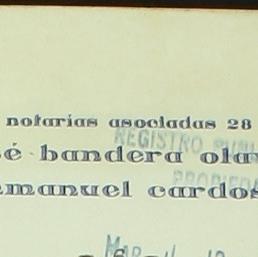 notarias asociadas 28
REGISTRO
é bandera ola
manuel cardos